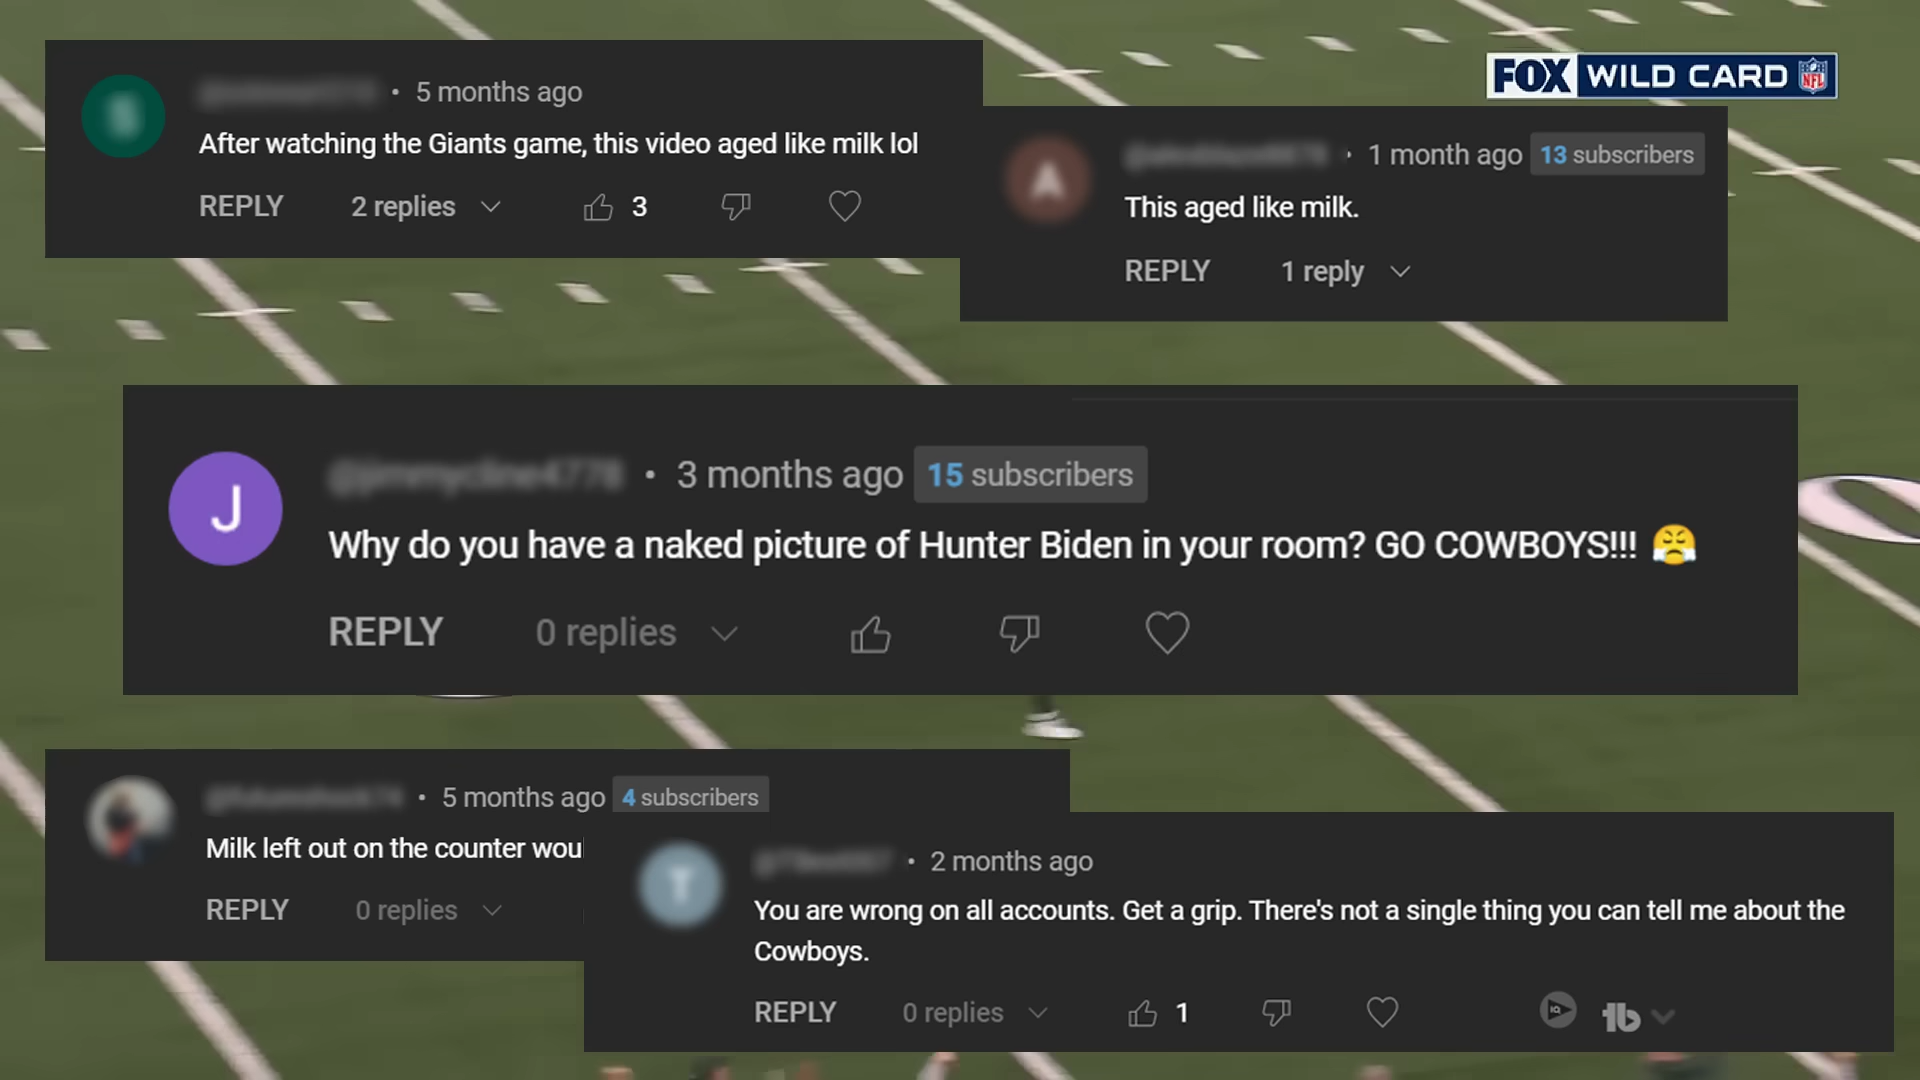 FOX WILD CARD NFL
S
• 5 months ago
After watching the Giants game, this video aged like milk lol
REPLY 2 replies 3
A
• 1 month ago 13 subscribers
This aged like milk.
REPLY 1 reply
J
@jimmycline4778 • 3 months ago 15 subscribers
Why do you have a naked picture of Hunter Biden in your room? GO COWBOYS!!! 😤
REPLY 0 replies
• 5 months ago 4 subscribers
Milk left out on the counter
REPLY 0 replies
T
• 2 months ago
You are wrong on all accounts. Get a grip. There's not a single thing you can tell me about the
Cowboys.
REPLY 0 replies 1
IQ tb